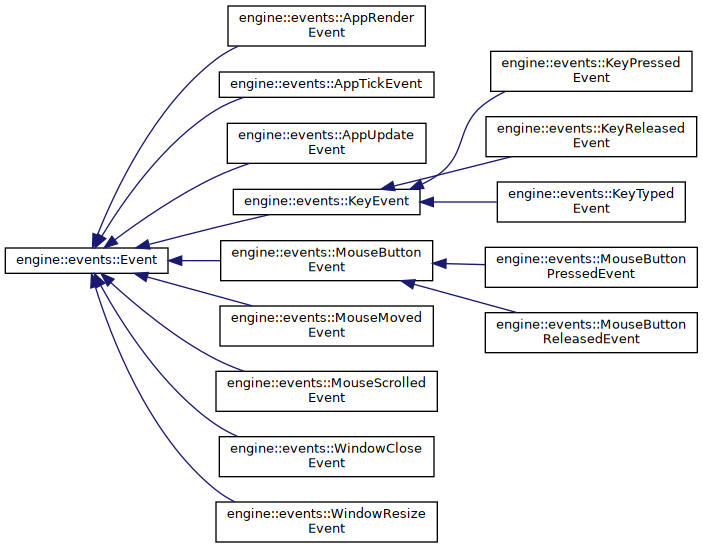 engine::events::AppRender
Event
engine::events::AppTickEvent
engine::events::AppUpdate
Event
engine::events::KeyEvent
engine::events::Event
engine::events::MouseButton
Event
engine::events::MouseMoved
Event
engine::events::MouseScrolled
Event
engine::events::WindowClose
Event
engine::events::WindowResize
Event
engine::events::KeyPressed
Event
engine::events::KeyReleased
Event
engine::events::KeyTyped
Event
engine::events::MouseButton
PressedEvent
engine::events::MouseButton
ReleasedEvent